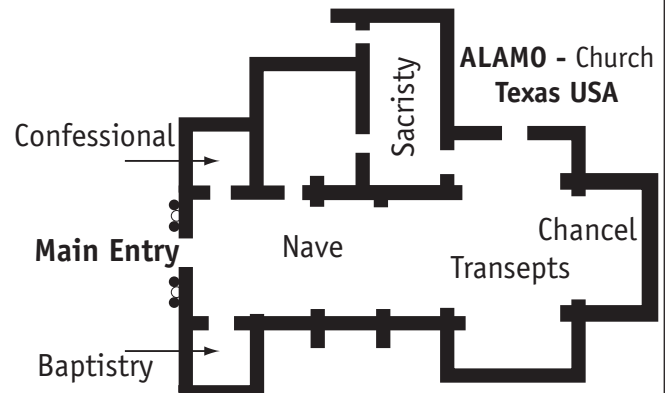 ALAMO - Church
Texas USA
Sacristy
Confessional
Main Entry
Nave
Chancel
Transepts
Baptistry